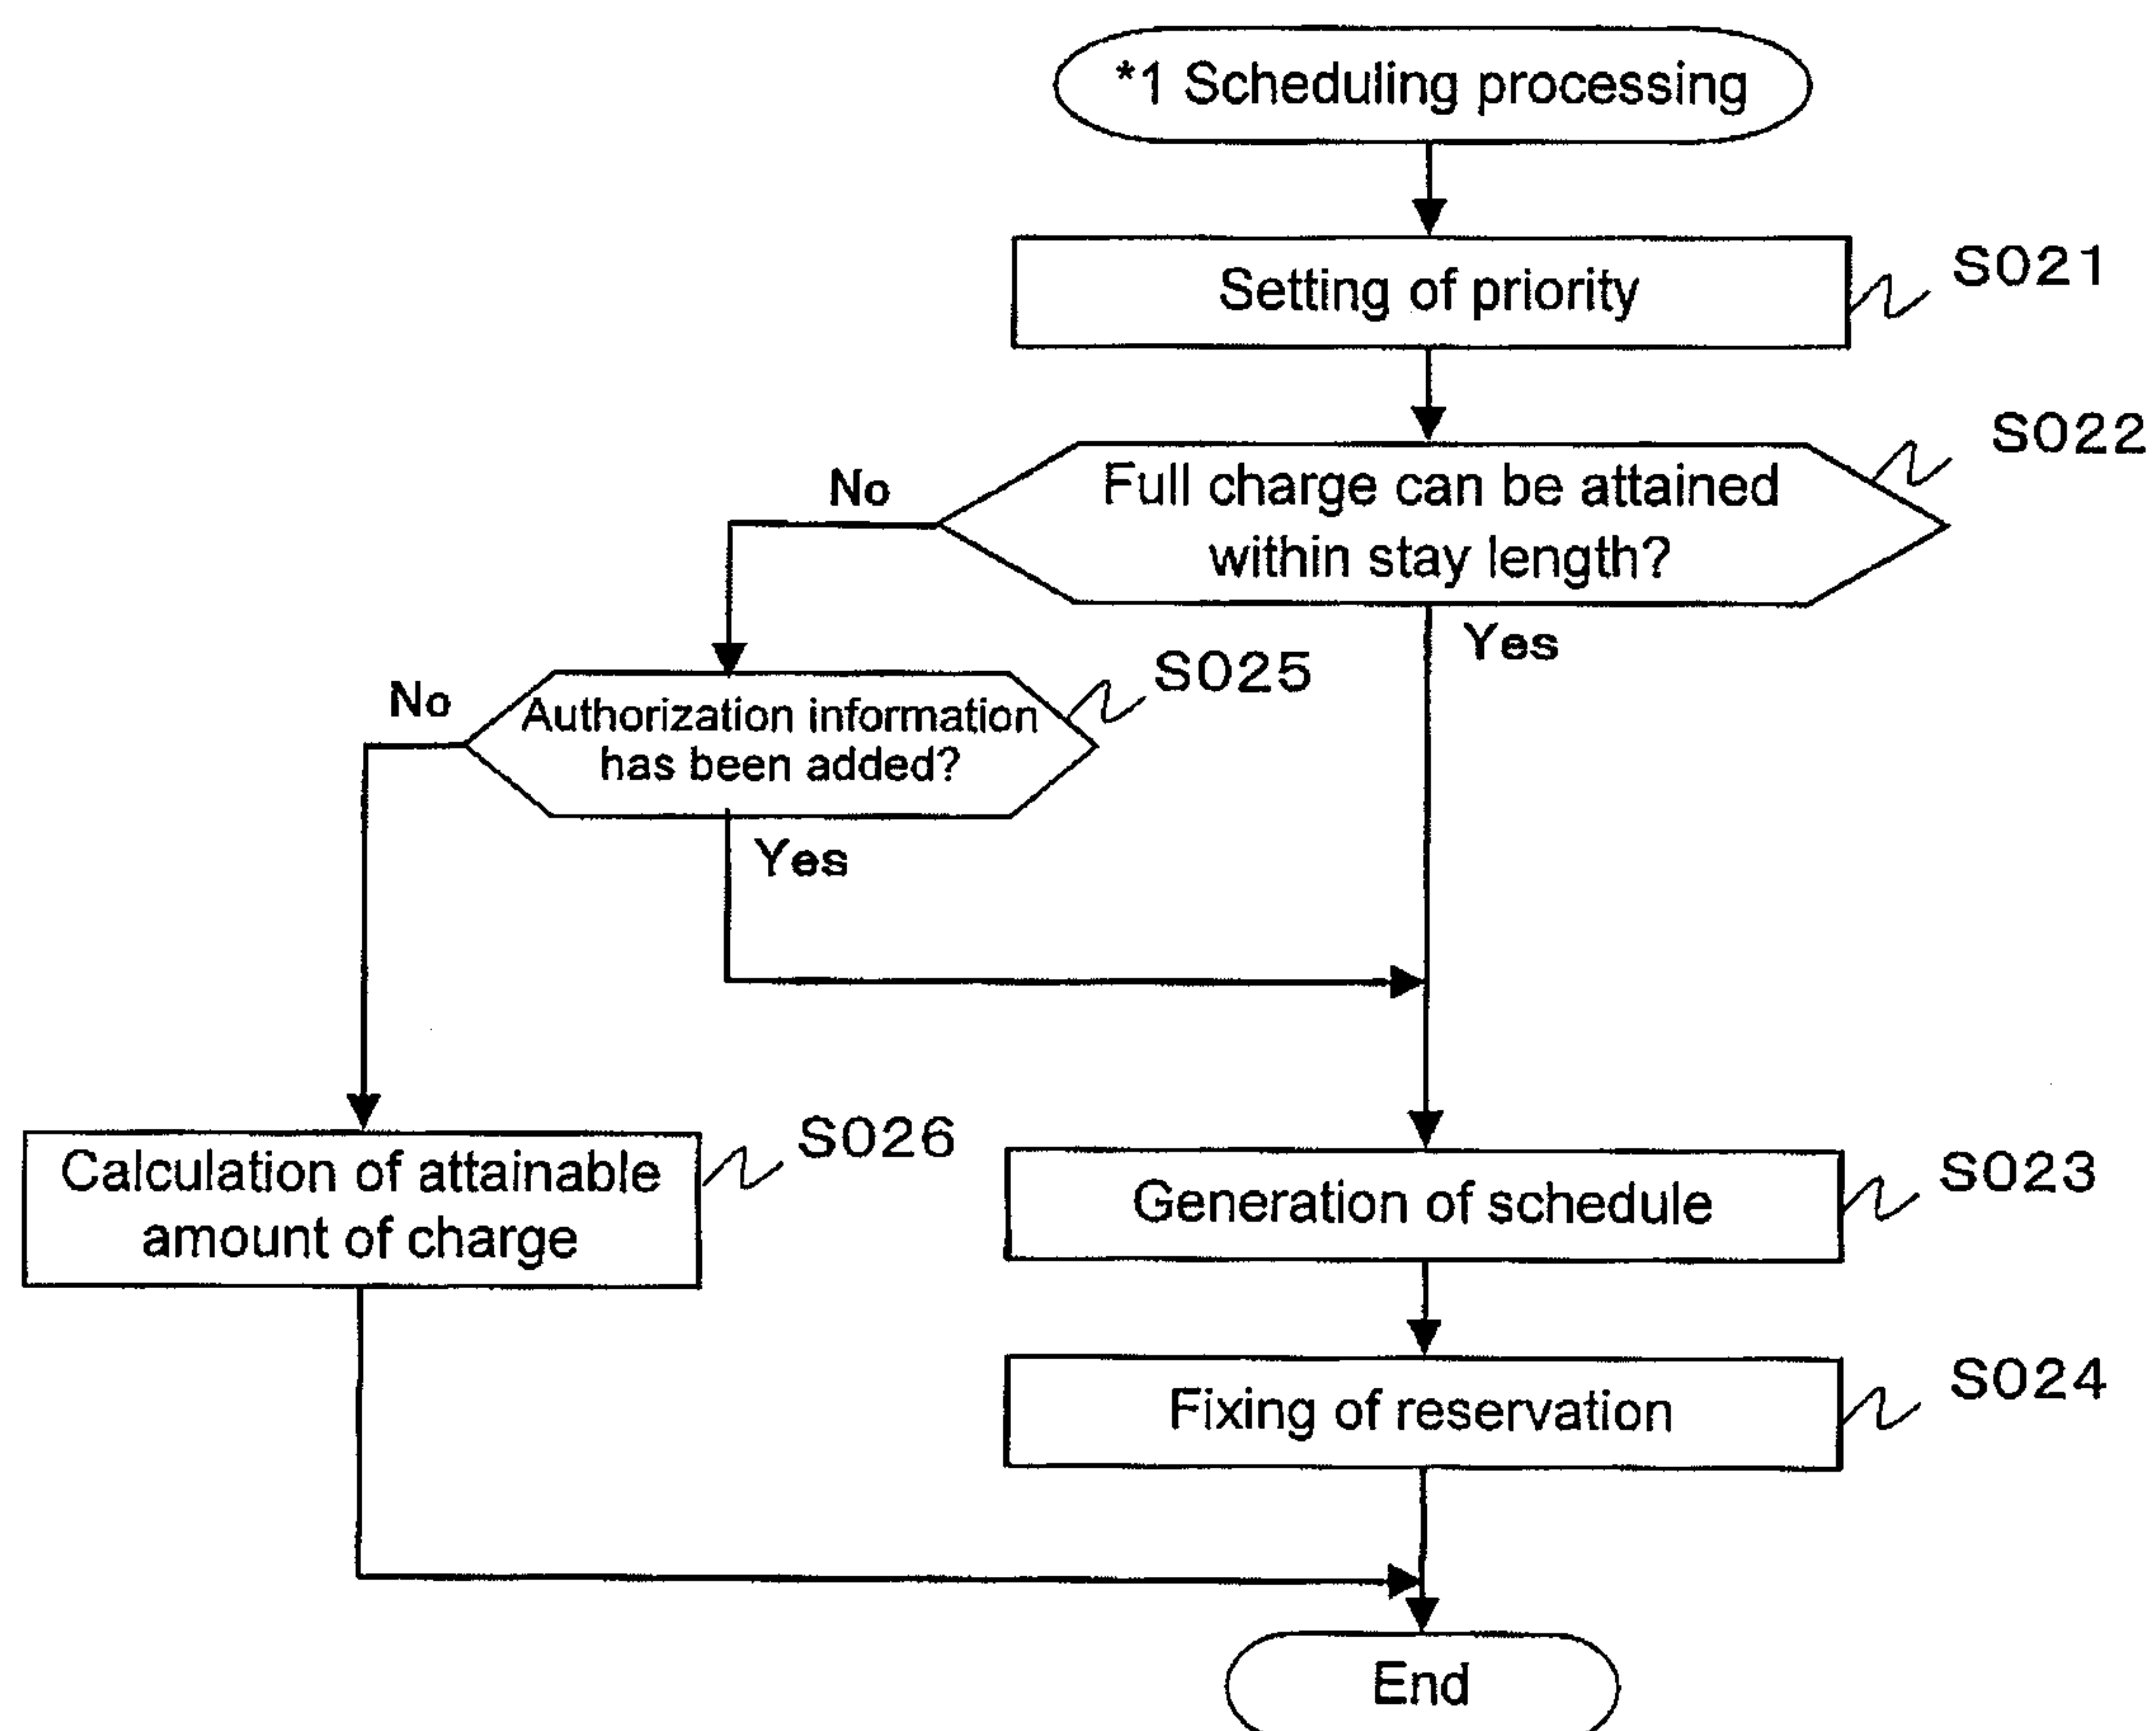 *1 Scheduling processing
Setting of priority
S021
S022
Full charge can be attained
within stay length?
No
Yes
S025
Authorization information
has been added?
No
Yes
S026
Calculation of attainable
amount of charge
S023
Generation of schedule
S024
Fixing of reservation
End